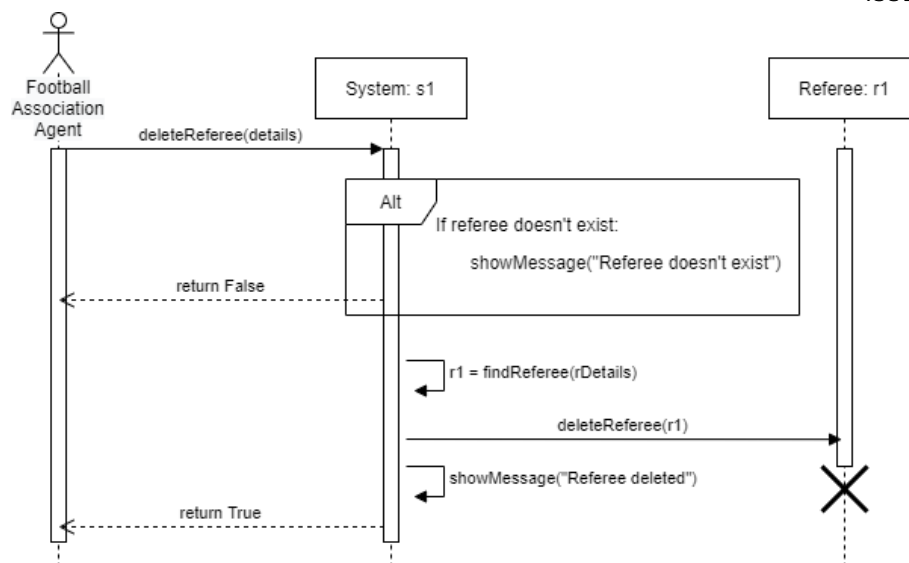 Football
Association
Agent
System: s1
Referee: r1
deleteReferee(details)
Alt
If referee doesn't exist:
showMessage("Referee doesn't exist")
return False
r1 = findReferee(rDetails)
deleteReferee(r1)
showMessage("Referee deleted")
return True